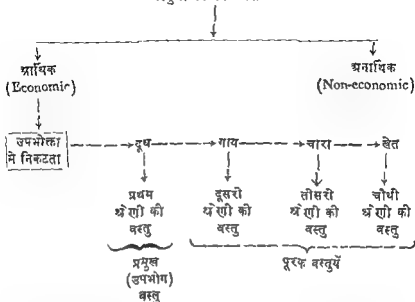 आर्थिक
(Economic)
अनार्थिक
(Non-economic)
उपभोक्ता
मे निकटता
दूध
गाय
चारा
खेत
प्रथम
श्रेणी की
वस्तु
दूसरी
श्रेणी की
वस्तु
तीसरी
श्रेणी की
वस्तु
चौथी
श्रेणी की
वस्तु
प्रमुख
(उपभोग)
वस्तु
पूरक वस्तुयें